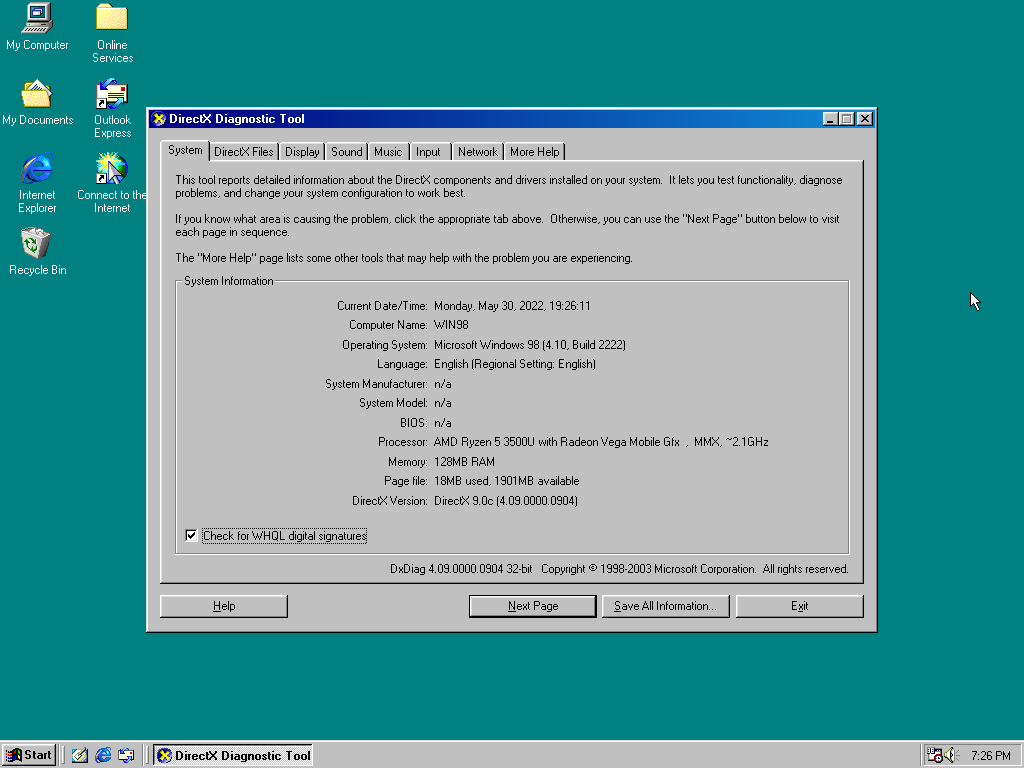 My Computer
Online
Services
My Documents
Outlook
Express
Internet
Explorer
Connect to the
Internet
Recycle Bin
DirectX Diagnostic Tool
System
DirectX Files
Display
Sound
Music
Input
Network
More Help
This tool reports detailed information about the DirectX components and drivers installed on your system.  It lets you test functionality, diagnose
problems, and change your system configuration to work best.
If you know what area is causing the problem, click the appropriate tab above.  Otherwise, you can use the "Next Page" button below to visit
each page in sequence.
The "More Help" page lists some other tools that may help with the problem you are experiencing.
System Information
Current Date/Time: Monday, May 30, 2022, 19:26:11
Computer Name: WIN98
Operating System: Microsoft Windows 98 (4.10, Build 2222)
Language: English (Regional Setting: English)
System Manufacturer: n/a
System Model: n/a
BIOS: n/a
Processor: AMD Ryzen 5 3500U with Radeon Vega Mobile Gfx  ,  MMX, ~2.1GHz
Memory: 128MB RAM
Page file: 18MB used, 1901MB available
DirectX Version: DirectX 9.0c (4.09.0000.0904)
Check for WHQL digital signatures
DxDiag 4.09.0000.0904 32-bit   Copyright © 1998-2003 Microsoft Corporation.  All rights reserved.
Help
Next Page
Save All Information...
Exit
Start
DirectX Diagnostic Tool
7:26 PM